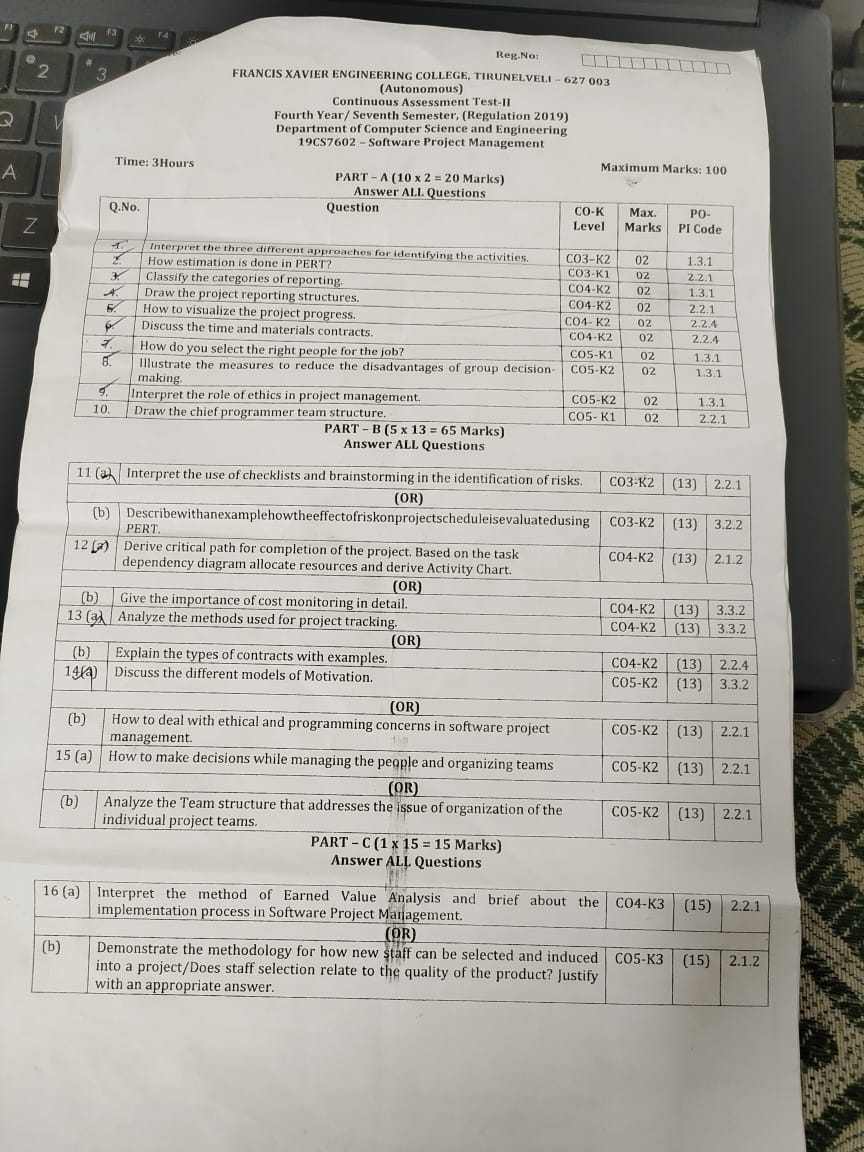 Reg.No:
FRANCIS XAVIER ENGINEERING COLLEGE, TIRUNELVELI – 627 003
(Autonomous)
Continuous Assessment Test-II
Fourth Year/ Seventh Semester, (Regulation 2019)
Department of Computer Science and Engineering
19CS7602 – Software Project Management
Time: 3Hours Maximum Marks: 100
PART – A (10 x 2 = 20 Marks)
Answer ALL Questions
Q.No. Question CO-K Level Max. Marks PO-PI Code
1. Interpret the three different approaches for identifying the activities. CO3–K2 02 1.3.1
2. How estimation is done in PERT? CO3-K1 02 2.2.1
3. Classify the categories of reporting. CO4-K2 02 1.3.1
4. Draw the project reporting structures. CO4-K2 02 2.2.1
5. How to visualize the project progress. CO4- K2 02 2.2.4
6. Discuss the time and materials contracts. CO4-K2 02 2.2.4
7. How do you select the right people for the job? CO5-K1 02 1.3.1
8. Illustrate the measures to reduce the disadvantages of group decision- CO5-K2 02 1.3.1
making.
9. Interpret the role of ethics in project management. CO5-K2 02 1.3.1
10. Draw the chief programmer team structure. CO5- K1 02 2.2.1
PART – B (5 x 13 = 65 Marks)
Answer ALL Questions
11 (a) Interpret the use of checklists and brainstorming in the identification of risks. CO3-K2 (13) 2.2.1
(OR)
(b) Describewithanexamplehowtheeffectofriskonprojectscheduleisevaluatedusing CO3-K2 (13) 3.2.2
PERT.
12 (a) Derive critical path for completion of the project. Based on the task CO4-K2 (13) 2.1.2
dependency diagram allocate resources and derive Activity Chart.
(OR)
(b) Give the importance of cost monitoring in detail. CO4-K2 (13) 3.3.2
13 (a) Analyze the methods used for project tracking. CO4-K2 (13) 3.3.2
(OR)
(b) Explain the types of contracts with examples. CO4-K2 (13) 2.2.4
14(a) Discuss the different models of Motivation. CO5-K2 (13) 3.3.2
(OR)
(b) How to deal with ethical and programming concerns in software project CO5-K2 (13) 2.2.1
management.
15 (a) How to make decisions while managing the people and organizing teams CO5-K2 (13) 2.2.1
(OR)
(b) Analyze the Team structure that addresses the issue of organization of the CO5-K2 (13) 2.2.1
individual project teams.
PART – C (1 x 15 = 15 Marks)
Answer ALL Questions
16 (a) Interpret the method of Earned Value Analysis and brief about the CO4-K3 (15) 2.2.1
implementation process in Software Project Management.
(OR)
(b) Demonstrate the methodology for how new staff can be selected and induced CO5-K3 (15) 2.1.2
into a project/Does staff selection relate to the quality of the product? Justify
with an appropriate answer.
F1 F2 F3 F4
@ 2 # 3
Q
A
Z